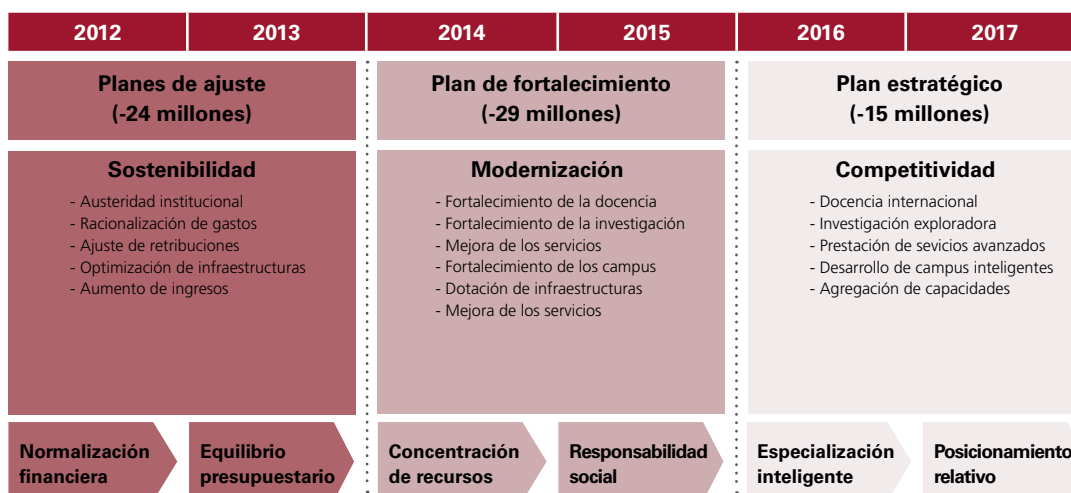 2012
2013
2014
2015
2016
2017
Planes de ajuste
(-24 millones)
Plan de fortalecimiento
(-29 millones)
Plan estratégico
(-15 millones)
Sostenibilidad
- Austeridad institucional
- Racionalización de gastos
- Ajuste de retribuciones
- Optimización de infraestructuras
- Aumento de ingresos
Modernización
- Fortalecimiento de la docencia
- Fortalecimiento de la investigación
- Mejora de los servicios
- Fortalecimiento de los campus
- Dotación de infraestructuras
- Mejora de los servicios
Competitividad
- Docencia internacional
- Investigación exploradora
- Prestación de sevicios avanzados
- Desarrollo de campus inteligentes
- Agregación de capacidades
Normalización
financiera
Equilibrio
presupuestario
Concentración
de recursos
Responsabilidad
social
Especialización
inteligente
Posicionamiento
relativo